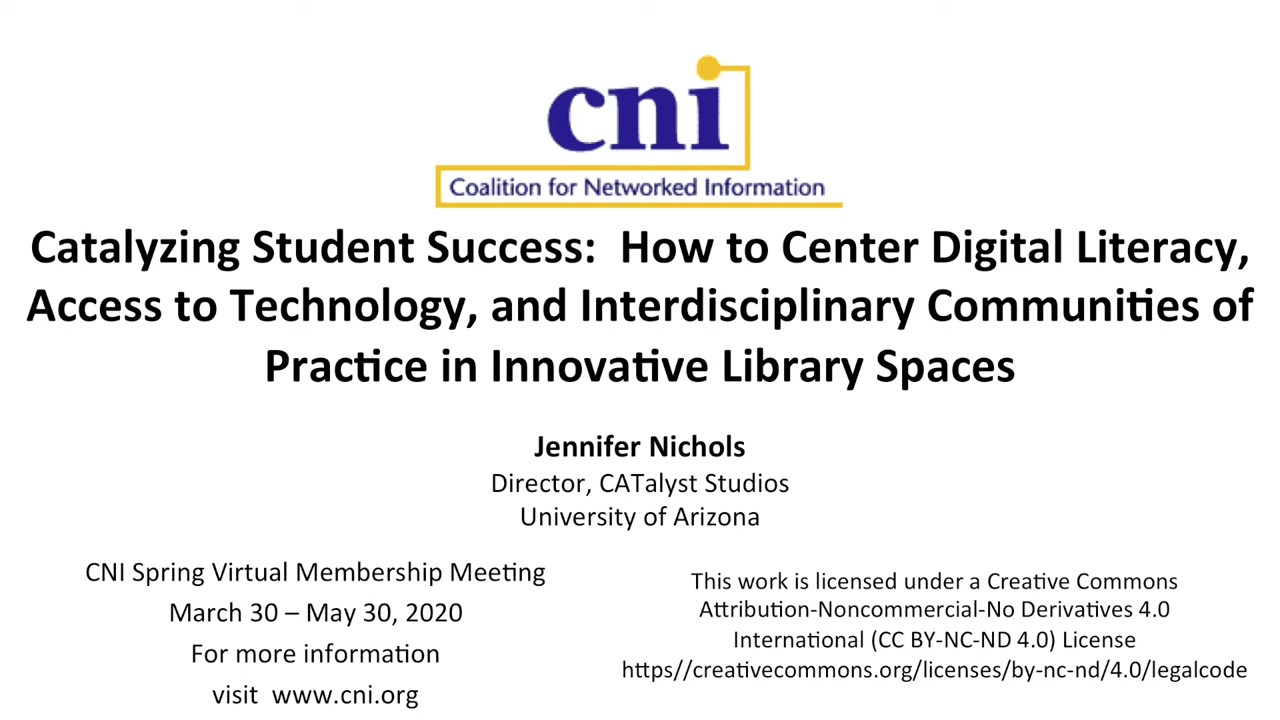 cni
Coalition for Networked Information
Catalyzing Student Success:  How to Center Digital Literacy,
Access to Technology, and Interdisciplinary Communities of
Practice in Innovative Library Spaces
Jennifer Nichols
Director, CATalyst Studios
University of Arizona
CNI Spring Virtual Membership Meeting
March 30 – May 30, 2020
For more information
visit  www.cni.org
This work is licensed under a Creative Commons
Attribution-Noncommercial-No Derivatives 4.0
International (CC BY-NC-ND 4.0) License
https//creativecommons.org/licenses/by-nc-nd/4.0/legalcode